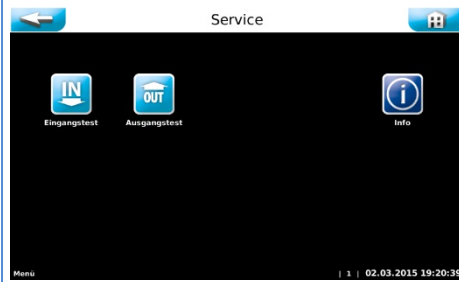 Service
IN
OUT
i
Eingangstest
Ausgangstest
Info
Menü
| 1 | 02.03.2015 19:20:39